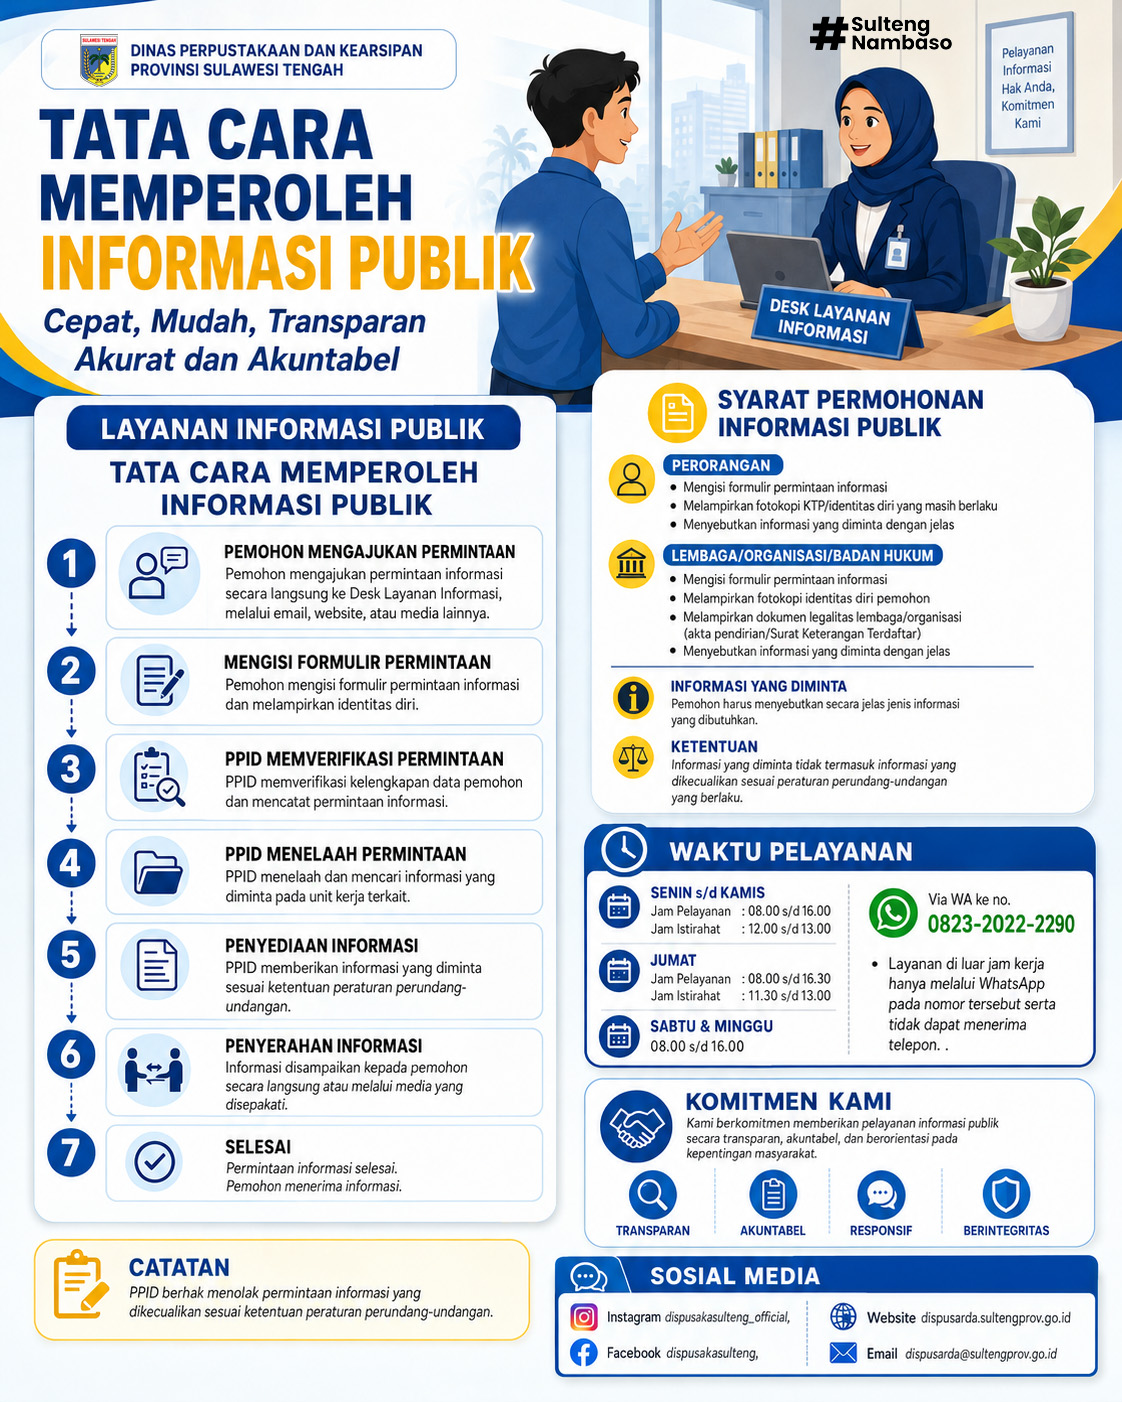 DINAS PERPUSTAKAAN DAN KEARSIPAN
PROVINSI SULAWESI TENGAH
SULAWESI TENGAH
#Sulteng
Nambaso
Pelayanan
Informasi
Hak Anda,
Komitmen
Kami
TATA CARA
MEMPEROLEH
INFORMASI PUBLIK
Cepat, Mudah, Transparan
Akurat dan Akuntabel
DESK LAYANAN
INFORMASI
LAYANAN INFORMASI PUBLIK
TATA CARA MEMPEROLEH
INFORMASI PUBLIK
1
PEMOHON MENGAJUKAN PERMINTAAN
Pemohon mengajukan permintaan informasi
secara langsung ke Desk Layanan Informasi,
melalui email, website, atau media lainnya.
2
MENGISI FORMULIR PERMINTAAN
Pemohon mengisi formulir permintaan informasi
dan melampirkan identitas diri.
3
PPID MEMVERIFIKASI PERMINTAAN
PPID memverifikasi kelengkapan data pemohon
dan mencatat permintaan informasi.
4
PPID MENELAAH PERMINTAAN
PPID menelaah dan mencari informasi yang
diminta pada unit kerja terkait.
5
PENYEDIAAN INFORMASI
PPID memberikan informasi yang diminta
sesuai ketentuan peraturan perundang-
undangan.
6
PENYERAHAN INFORMASI
Informasi disampaikan kepada pemohon
secara langsung atau melalui media yang
disepakati.
7
SELESAI
Permintaan informasi selesai.
Pemohon menerima informasi.
CATATAN
PPID berhak menolak permintaan informasi yang
dikecualikan sesuai ketentuan peraturan perundang-undangan.
SYARAT PERMOHONAN
INFORMASI PUBLIK
PERORANGAN
• Mengisi formulir permintaan informasi
• Melampirkan fotokopi KTP/identitas diri yang masih berlaku
• Menyebutkan informasi yang diminta dengan jelas
LEMBAGA/ORGANISASI/BADAN HUKUM
• Mengisi formulir permintaan informasi
• Melampirkan fotokopi identitas diri pemohon
• Melampirkan dokumen legalitas lembaga/organisasi
(akta pendirian/Surat Keterangan Terdaftar)
• Menyebutkan informasi yang diminta dengan jelas
INFORMASI YANG DIMINTA
Pemohon harus menyebutkan secara jelas jenis informasi
yang dibutuhkan.
KETENTUAN
Informasi yang diminta tidak termasuk informasi yang
dikecualikan sesuai peraturan perundang-undangan
yang berlaku.
WAKTU PELAYANAN
SENIN s/d KAMIS
Jam Pelayanan : 08.00 s/d 16.00
Jam Istirahat : 12.00 s/d 13.00
JUMAT
Jam Pelayanan : 08.00 s/d 16.30
Jam Istirahat : 11.30 s/d 13.00
SABTU & MINGGU
08.00 s/d 16.00
Via WA ke no.
0823-2022-2290
• Layanan di luar jam kerja
hanya melalui WhatsApp
pada nomor tersebut serta
tidak dapat menerima
telepon. .
KOMITMEN KAMI
Kami berkomitmen memberikan pelayanan informasi publik
secara transparan, akuntabel, dan berorientasi pada
kepentingan masyarakat.
TRANSPARAN
AKUNTABEL
RESPONSIF
BERINTEGRITAS
SOSIAL MEDIA
Instagram dispusakasulteng_official,
Facebook dispusakasulteng,
Website dispusarda.sultengprov.go.id
Email dispusarda@sultengprov.go.id